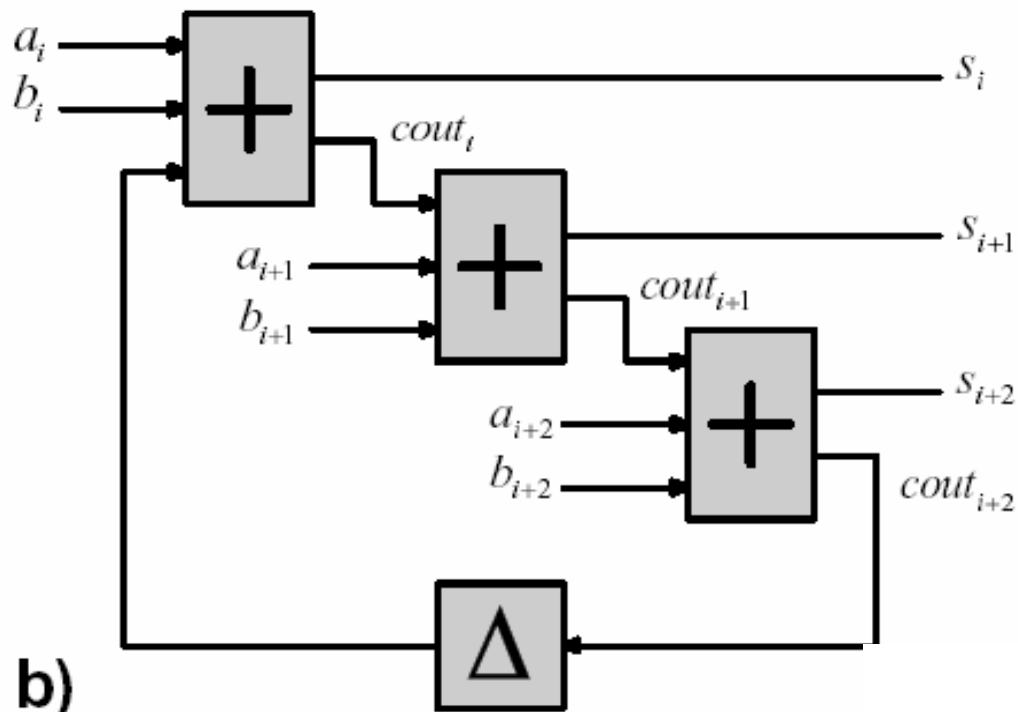 a_i
b_i
+
s_i
cout_i
a_{i+1}
b_{i+1}
+
s_{i+1}
cout_{i+1}
a_{i+2}
b_{i+2}
+
s_{i+2}
cout_{i+2}
Δ
b)